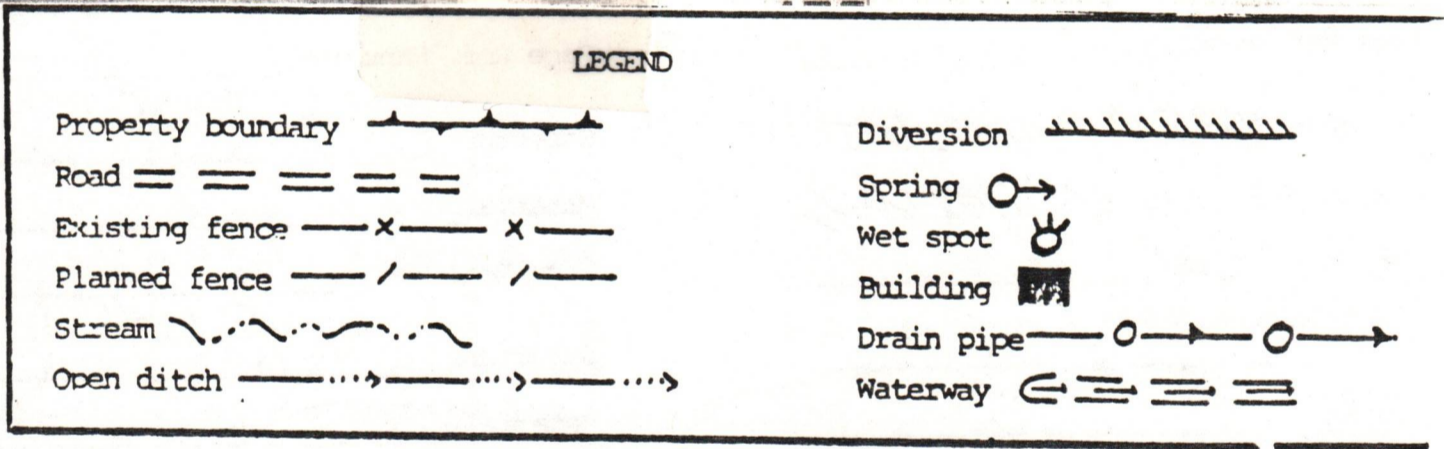 LEGEND
Property boundary
Road
Existing fence
Planned fence
Stream
Open ditch
Diversion
Spring
Wet spot
Building
Drain pipe
Waterway